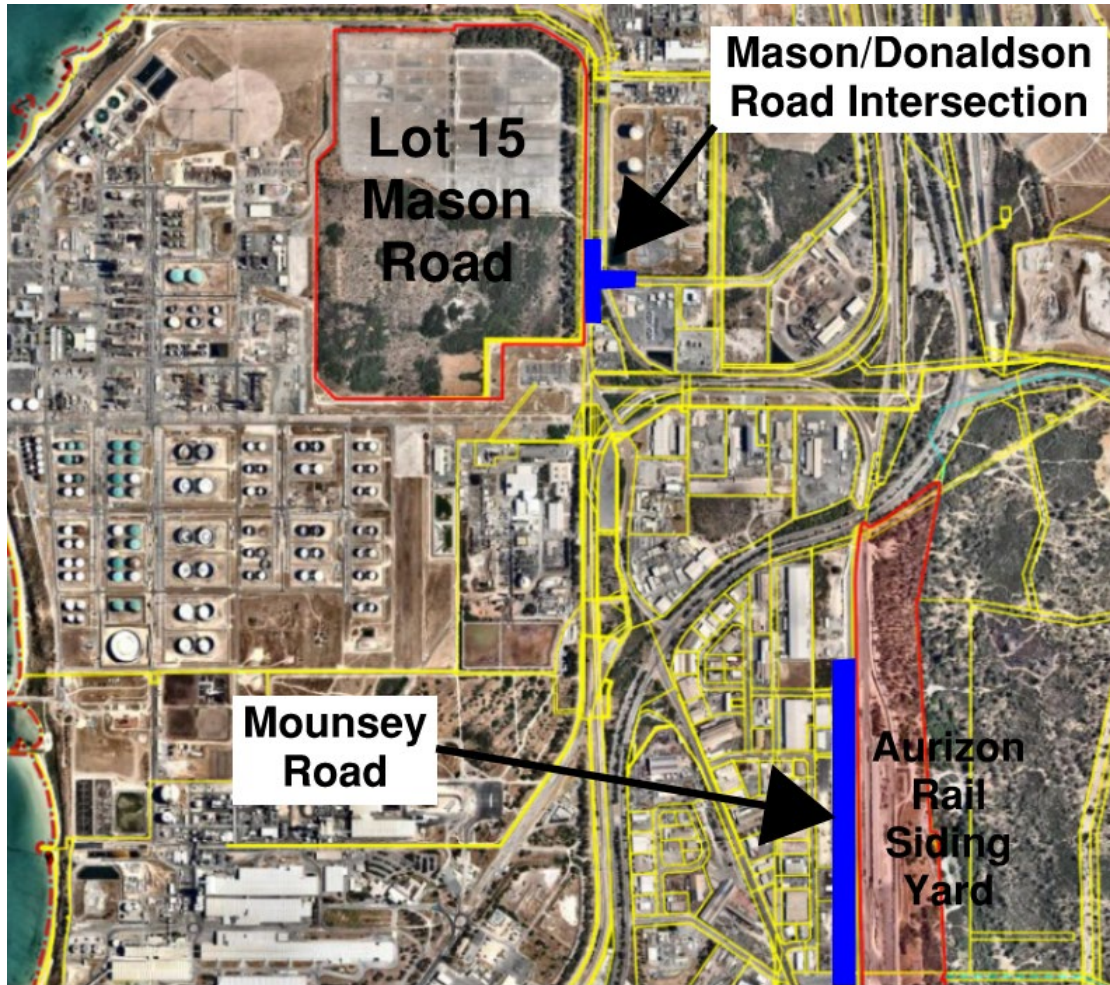 Mason/Donaldson
Road Intersection
Lot 15
Mason
Road
Mounsey
Road
Aurizon
Rail
Siding
Yard